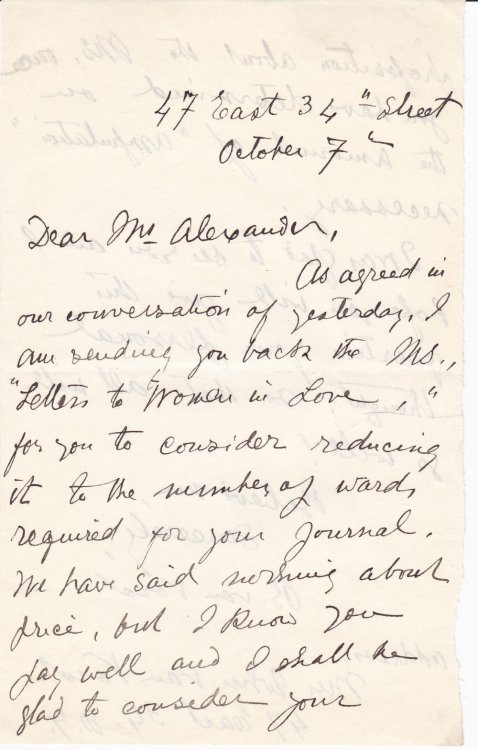 47 East 34" Street
October 7th
Dear Mr Alexander,
As agreed in
our conversation of yesterday, I
am sending you back the Ms.,
"Letters to Women in Love,"
for you to consider reducing
it to the number of words
required for your Journal.
We have said nothing about
price, but I know you
pay well and I shall be
glad to consider your